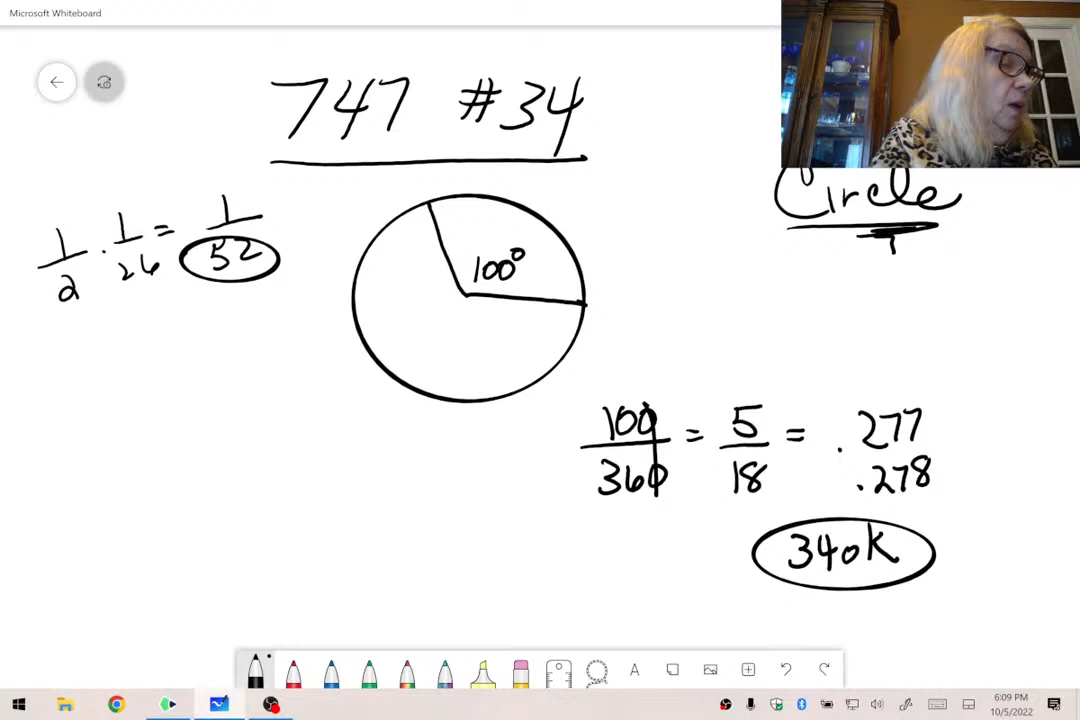 Microsoft Whiteboard
747 #34
Circle
1/2 · 1/26 = 1/52
100°
100/360 = 5/18 = .277
.278
340K
A
6:09 PM
10/5/2022